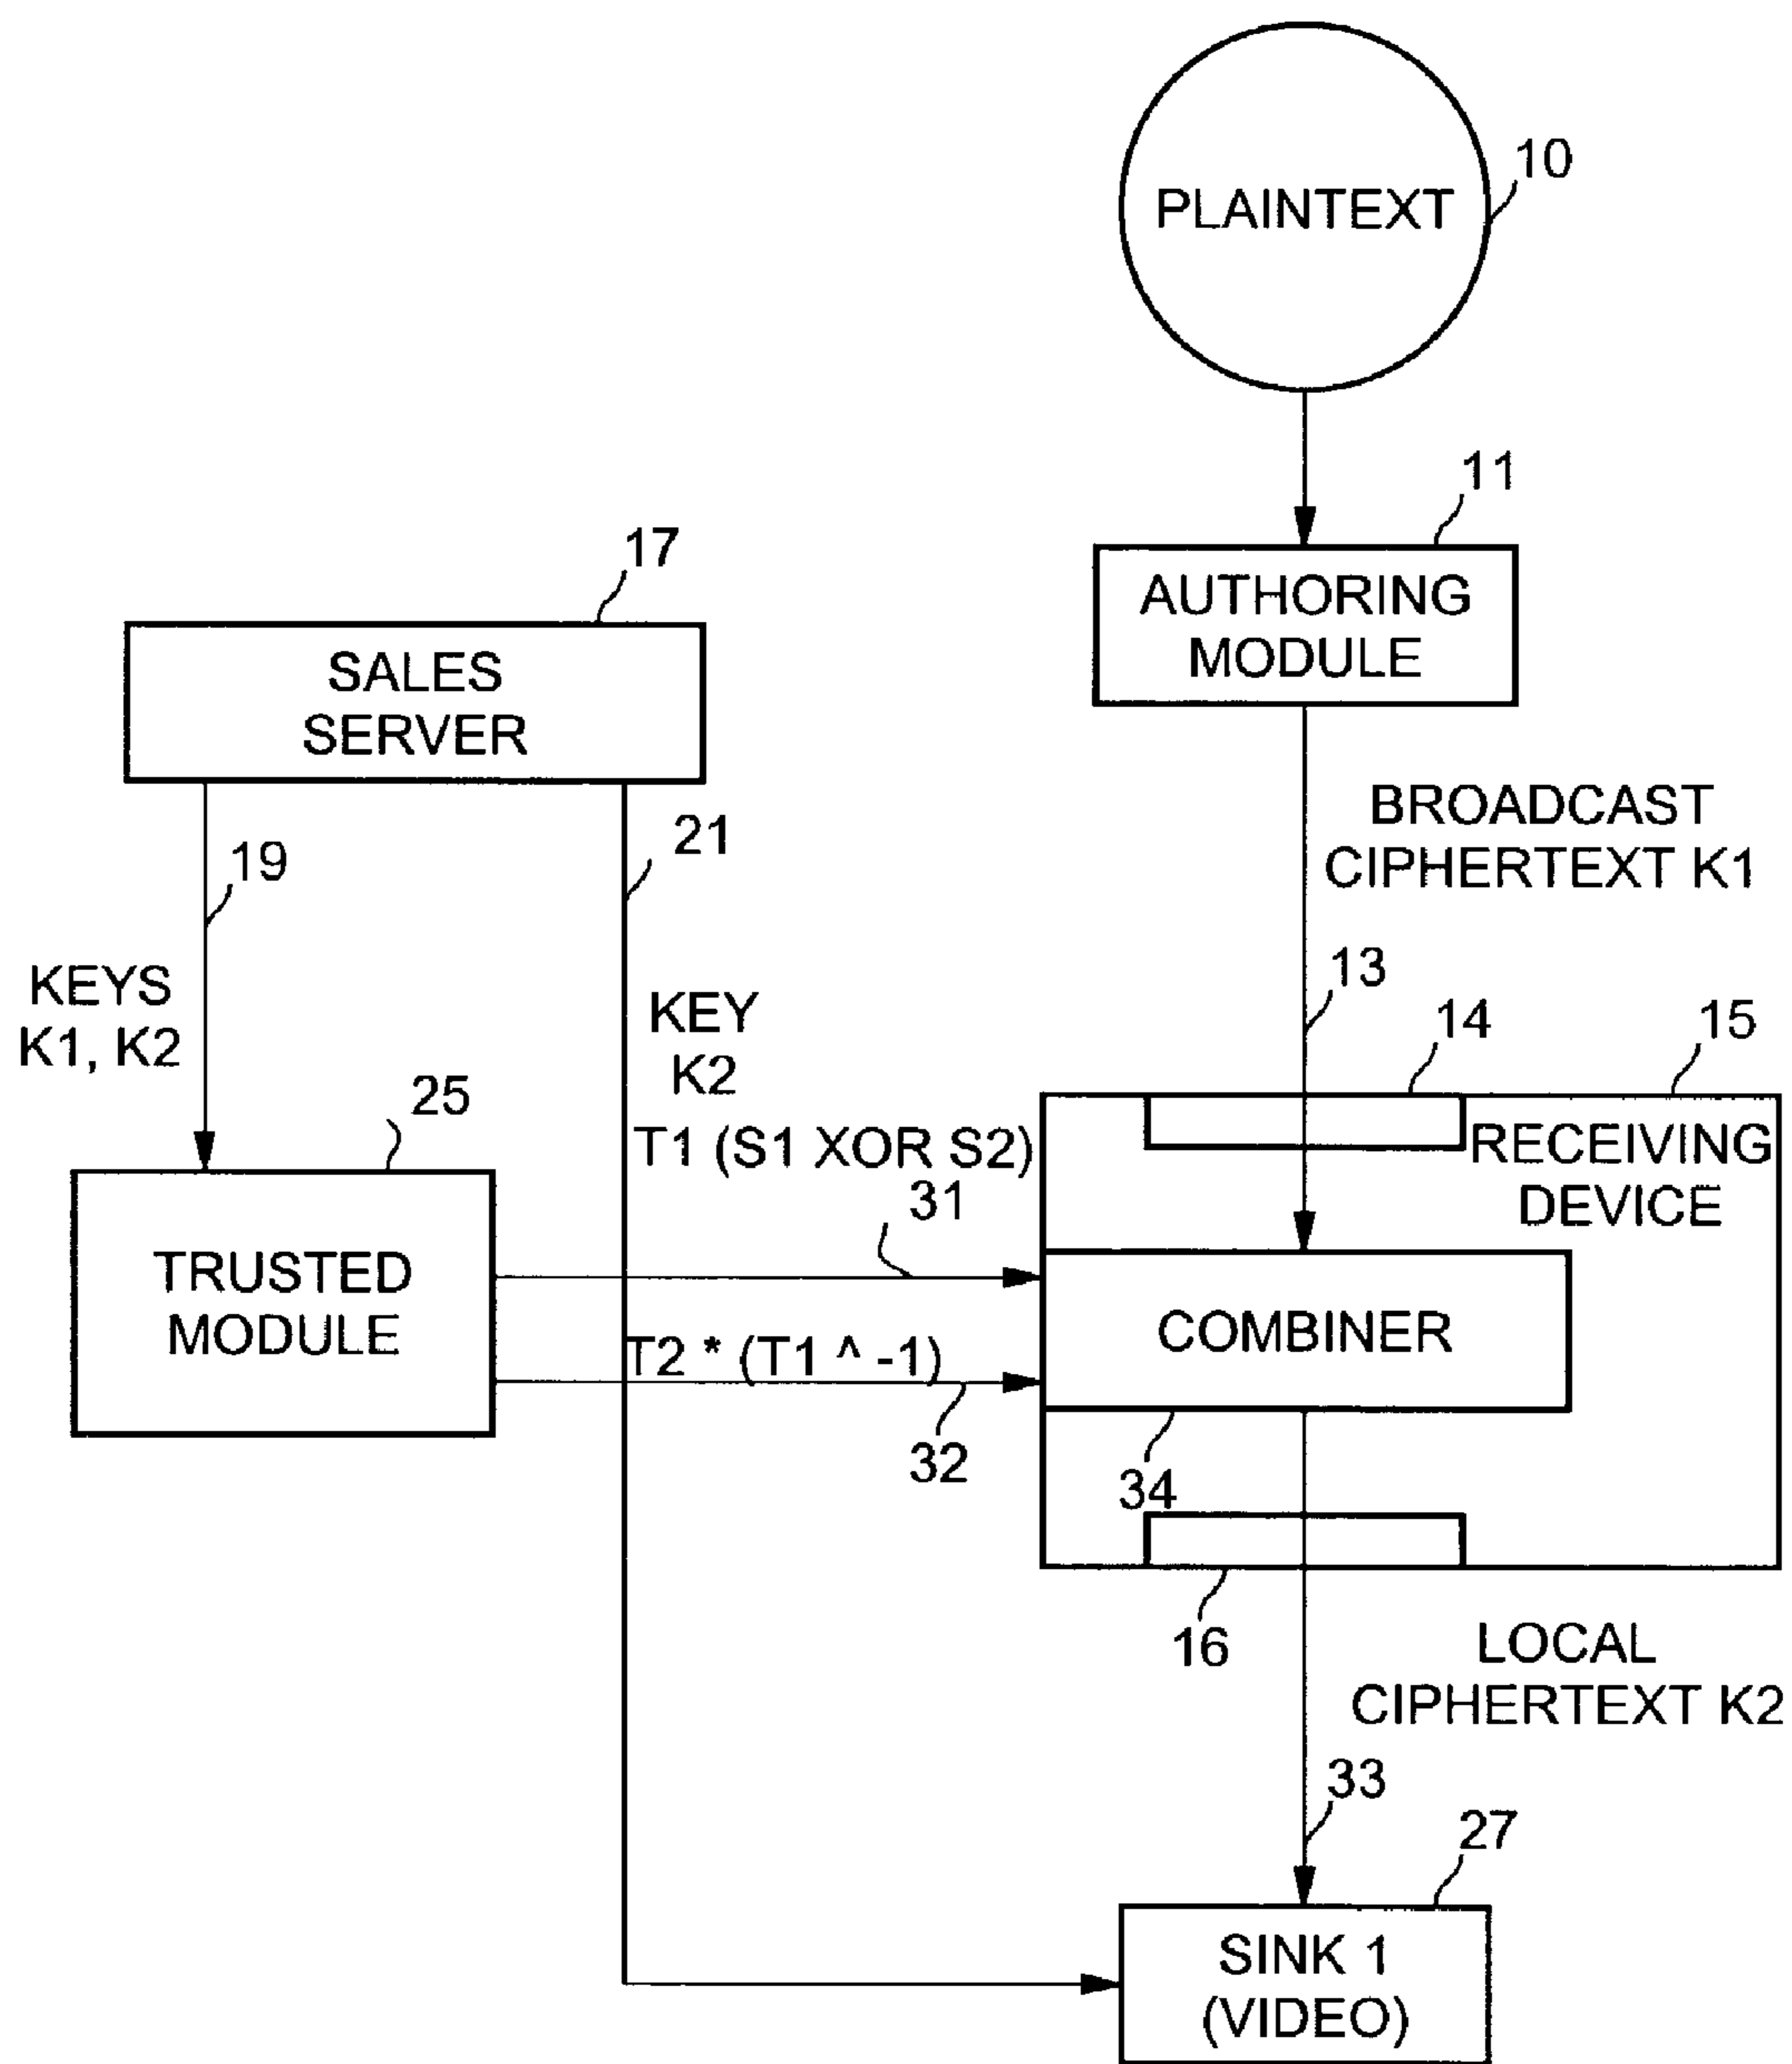 PLAINTEXT
10
11
AUTHORING
MODULE
17
SALES
SERVER
BROADCAST
CIPHERTEXT K1
19
21
13
KEYS
K1, K2
KEY
K2
14
15
25
T1 (S1 XOR S2)
31
RECEIVING
DEVICE
TRUSTED
MODULE
COMBINER
T2 * (T1 ^ -1)
32
34
16
LOCAL
CIPHERTEXT K2
33
27
SINK 1
(VIDEO)